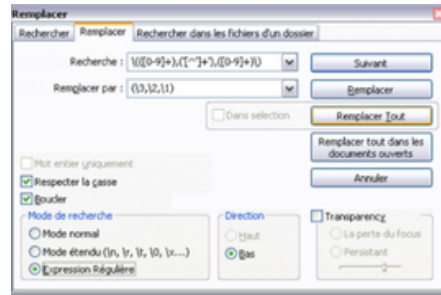 Remplacer
Rechercher Remplacer Rechercher dans les fichiers d'un dossier
Recherche : \(([0-9]+),('[^']+'),([0-9]+)\) Suivant
Remplacer par : (\3,\2,\1) Remplacer
Dans selection Remplacer Tout
Remplacer tout dans les
documents ouverts
Mot entier uniquement
Respecter la casse Annuler
Boucler
Mode de recherche Direction Transparency
Mode normal Haut La perte du focus
Mode étendu (\n, \r, \t, \0, \x...) Bas Persistant
Expression Régulière